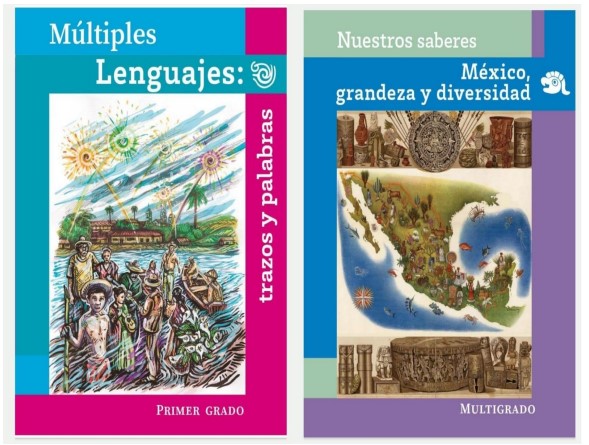 Múltiples
Lenguajes:
trazos y palabras
PRIMER GRADO
Nuestros saberes
México,
grandeza y diversidad
MULTIGRADO